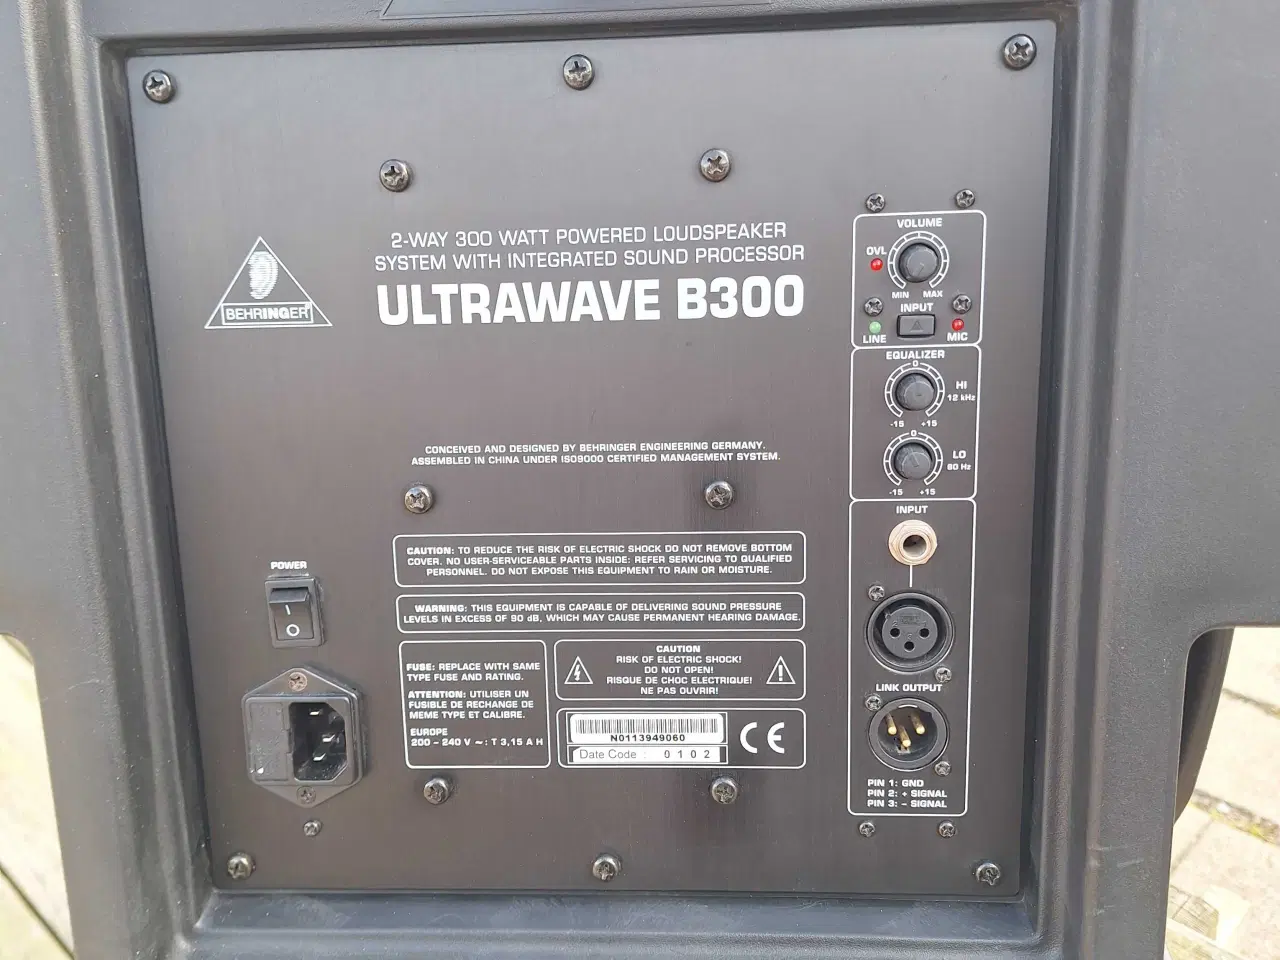 2-WAY 300 WATT POWERED LOUDSPEAKER
SYSTEM WITH INTEGRATED SOUND PROCESSOR
ULTRAWAVE B300
BEHRINGER
VOLUME
OVL
MIN MAX
INPUT
LINE MIC
EQUALIZER
0
HI
12 kHz
-15 +15
0
LO
80 Hz
-15 +15
CONCEIVED AND DESIGNED BY BEHRINGER ENGINEERING GERMANY.
ASSEMBLED IN CHINA UNDER ISO9000 CERTIFIED MANAGEMENT SYSTEM.
INPUT
LINK OUTPUT
PIN 1: GND
PIN 2: + SIGNAL
PIN 3: – SIGNAL
CAUTION: TO REDUCE THE RISK OF ELECTRIC SHOCK DO NOT REMOVE BOTTOM
COVER. NO USER-SERVICEABLE PARTS INSIDE: REFER SERVICING TO QUALIFIED
PERSONNEL. DO NOT EXPOSE THIS EQUIPMENT TO RAIN OR MOISTURE.
WARNING: THIS EQUIPMENT IS CAPABLE OF DELIVERING SOUND PRESSURE
LEVELS IN EXCESS OF 90 dB, WHICH MAY CAUSE PERMANENT HEARING DAMAGE.
POWER
I
O
FUSE: REPLACE WITH SAME
TYPE FUSE AND RATING.
ATTENTION: UTILISER UN
FUSIBLE DE RECHANGE DE
MEME TYPE ET CALIBRE.
EUROPE
200 – 240 V ~: T 3,15 A H
CAUTION
RISK OF ELECTRIC SHOCK!
DO NOT OPEN!
RISQUE DE CHOC ELECTRIQUE!
NE PAS OUVRIR!
N0113949060
Date Code : 0 1 0 2
CE